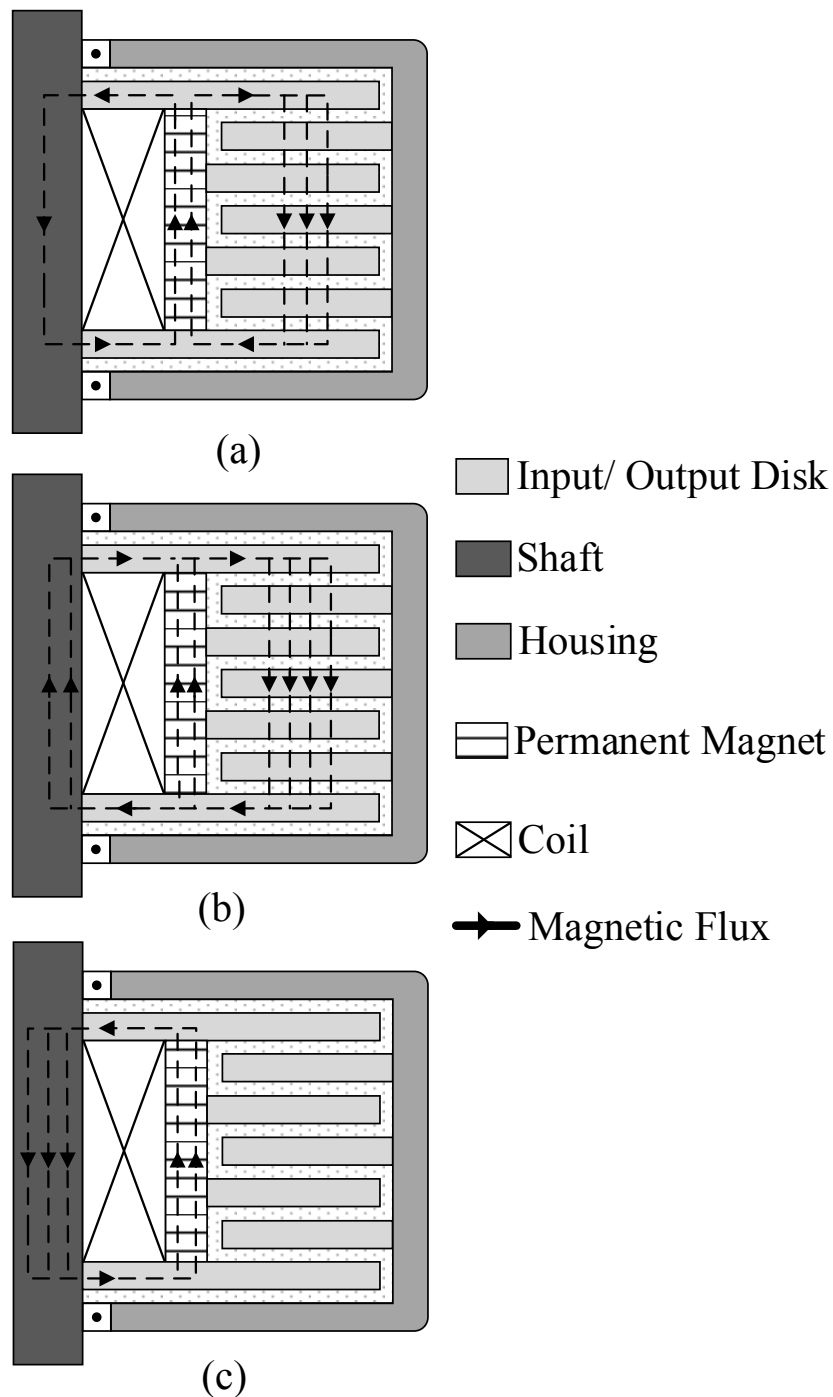 (a)
Input/ Output Disk
Shaft
Housing
Permanent Magnet
Coil
(b)
Magnetic Flux
(c)